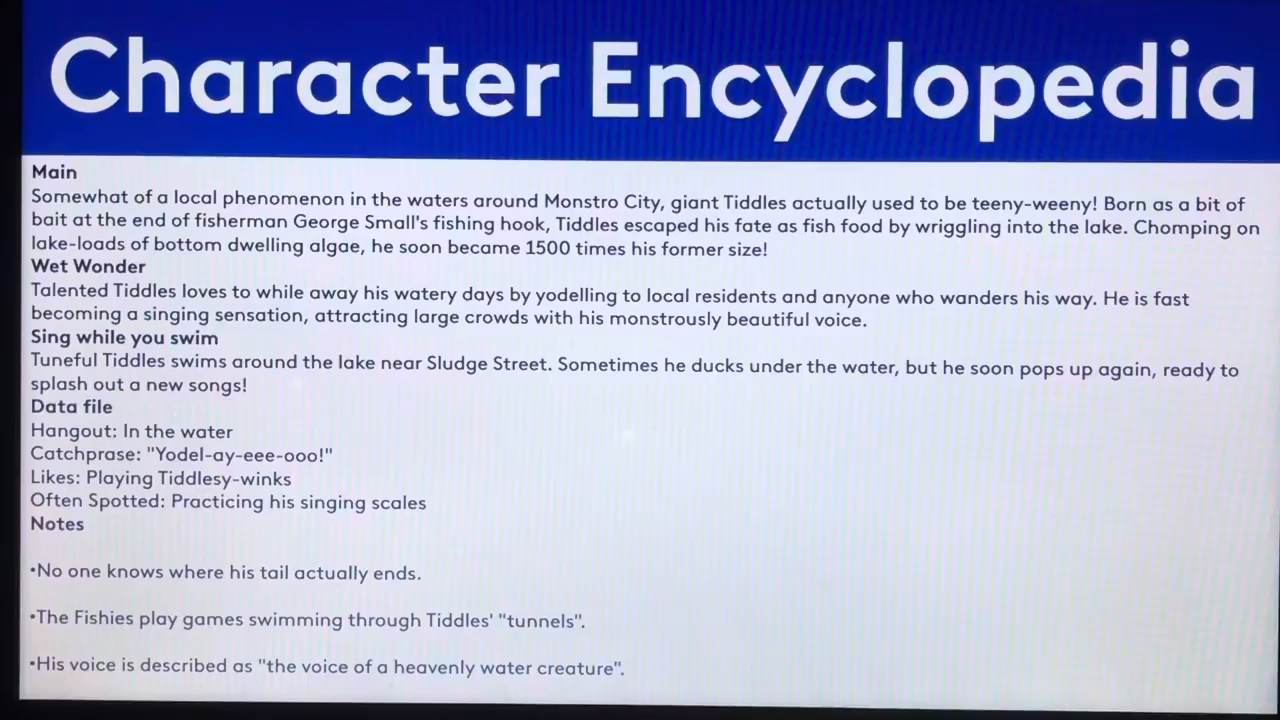 Character Encyclopedia
Main
Somewhat of a local phenomenon in the waters around Monstro City, giant Tiddles actually used to be teeny-weeny! Born as a bit of
bait at the end of fisherman George Small's fishing hook, Tiddles escaped his fate as fish food by wriggling into the lake. Chomping on
lake-loads of bottom dwelling algae, he soon became 1500 times his former size!
Wet Wonder
Talented Tiddles loves to while away his watery days by yodelling to local residents and anyone who wanders his way. He is fast
becoming a singing sensation, attracting large crowds with his monstrously beautiful voice.
Sing while you swim
Tuneful Tiddles swims around the lake near Sludge Street. Sometimes he ducks under the water, but he soon pops up again, ready to
splash out a new songs!
Data file
Hangout: In the water
Catchprase: "Yodel-ay-eee-ooo!"
Likes: Playing Tiddlesy-winks
Often Spotted: Practicing his singing scales
Notes
•No one knows where his tail actually ends.
•The Fishies play games swimming through Tiddles' "tunnels".
•His voice is described as "the voice of a heavenly water creature".